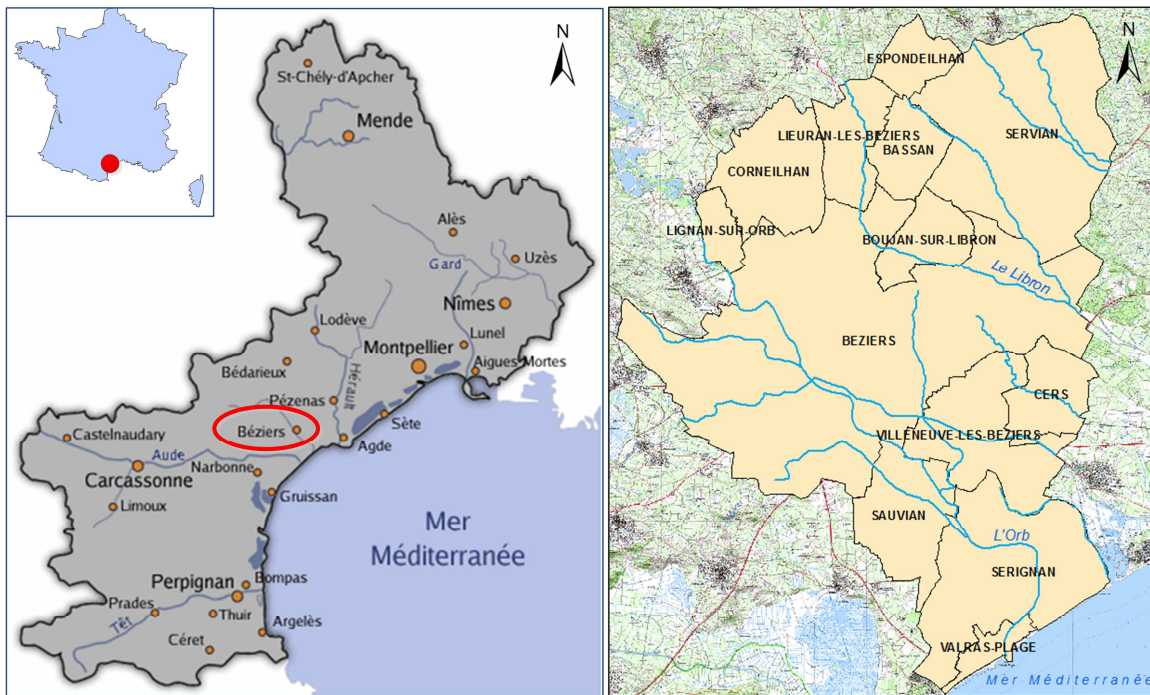 N
St-Chély-d'Apcher
Mende
Alès
Uzès
Gard
Nîmes
Lodève
Lunel
Montpellier
Aigues Mortes
Bédarieux
Hérault
Pézenas
Sète
Béziers
Agde
Castelnaudary
Aude
Narbonne
Carcassonne
Gruissan
Limoux
Mer
Méditerranée
Perpignan
Bompas
Prades
Thuir
Têt
Argelès
Céret
N
ESPONDEILHAN
LIEURAN-LES-BEZIERS
SERVIAN
BASSAN
CORNEILHAN
LIGNAN-SUR-ORB
BOUJAN-SUR-LIBRON
Le Libron
BEZIERS
CERS
VILLENEUVE-LES-BEZIERS
SAUVIAN
L'Orb
SERIGNAN
VALRAS-PLAGE
Mer Méditerranée